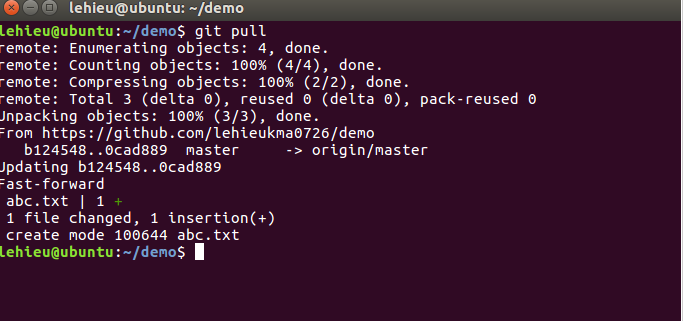 lehieu@ubuntu: ~/demo
lehieu@ubuntu:~/demo$ git pull
remote: Enumerating objects: 4, done.
remote: Counting objects: 100% (4/4), done.
remote: Compressing objects: 100% (2/2), done.
remote: Total 3 (delta 0), reused 0 (delta 0), pack-reused 0
Unpacking objects: 100% (3/3), done.
From https://github.com/lehieukma0726/demo
   b124548..0cad889  master     -> origin/master
Updating b124548..0cad889
Fast-forward
 abc.txt | 1 +
 1 file changed, 1 insertion(+)
 create mode 100644 abc.txt
lehieu@ubuntu:~/demo$